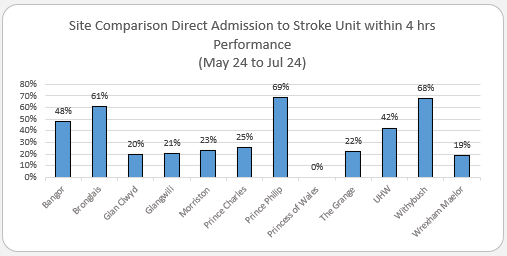 Site Comparison Direct Admission to Stroke Unit within 4 hrs
Performance
(May 24 to Jul 24)
80%
70%
60%
50%
40%
30%
20%
10%
0%
48%
61%
20%
21%
23%
25%
69%
0%
22%
42%
68%
19%
Bangor
Bronglais
Glan Clwyd
Glangwili
Morriston
Prince Charles
Prince Philip
Princess of Wales
The Grange
UHW
Withybush
Wrexham Maelor